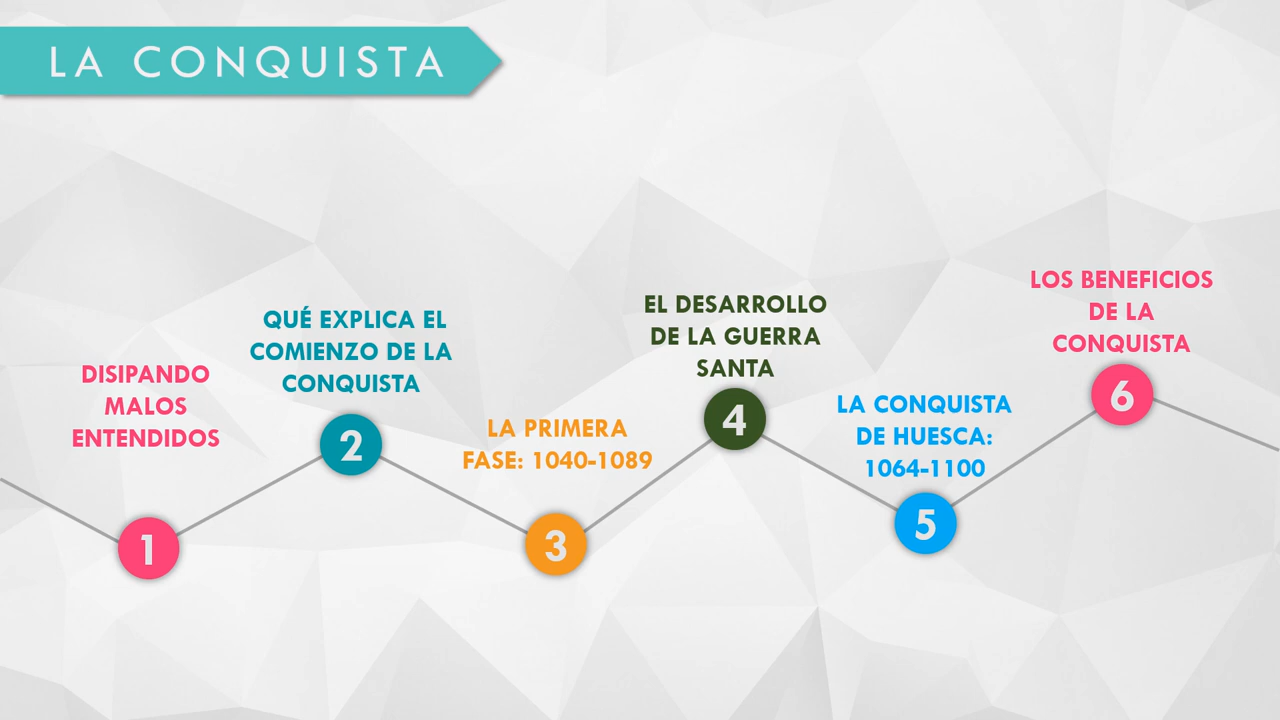 LA CONQUISTA
DISIPANDO
MALOS
ENTENDIDOS
1
QUÉ EXPLICA EL
COMIENZO DE LA
CONQUISTA
2
LA PRIMERA
FASE: 1040-1089
3
EL DESARROLLO
DE LA GUERRA
SANTA
4
LA CONQUISTA
DE HUESCA:
1064-1100
5
LOS BENEFICIOS
DE LA
CONQUISTA
6